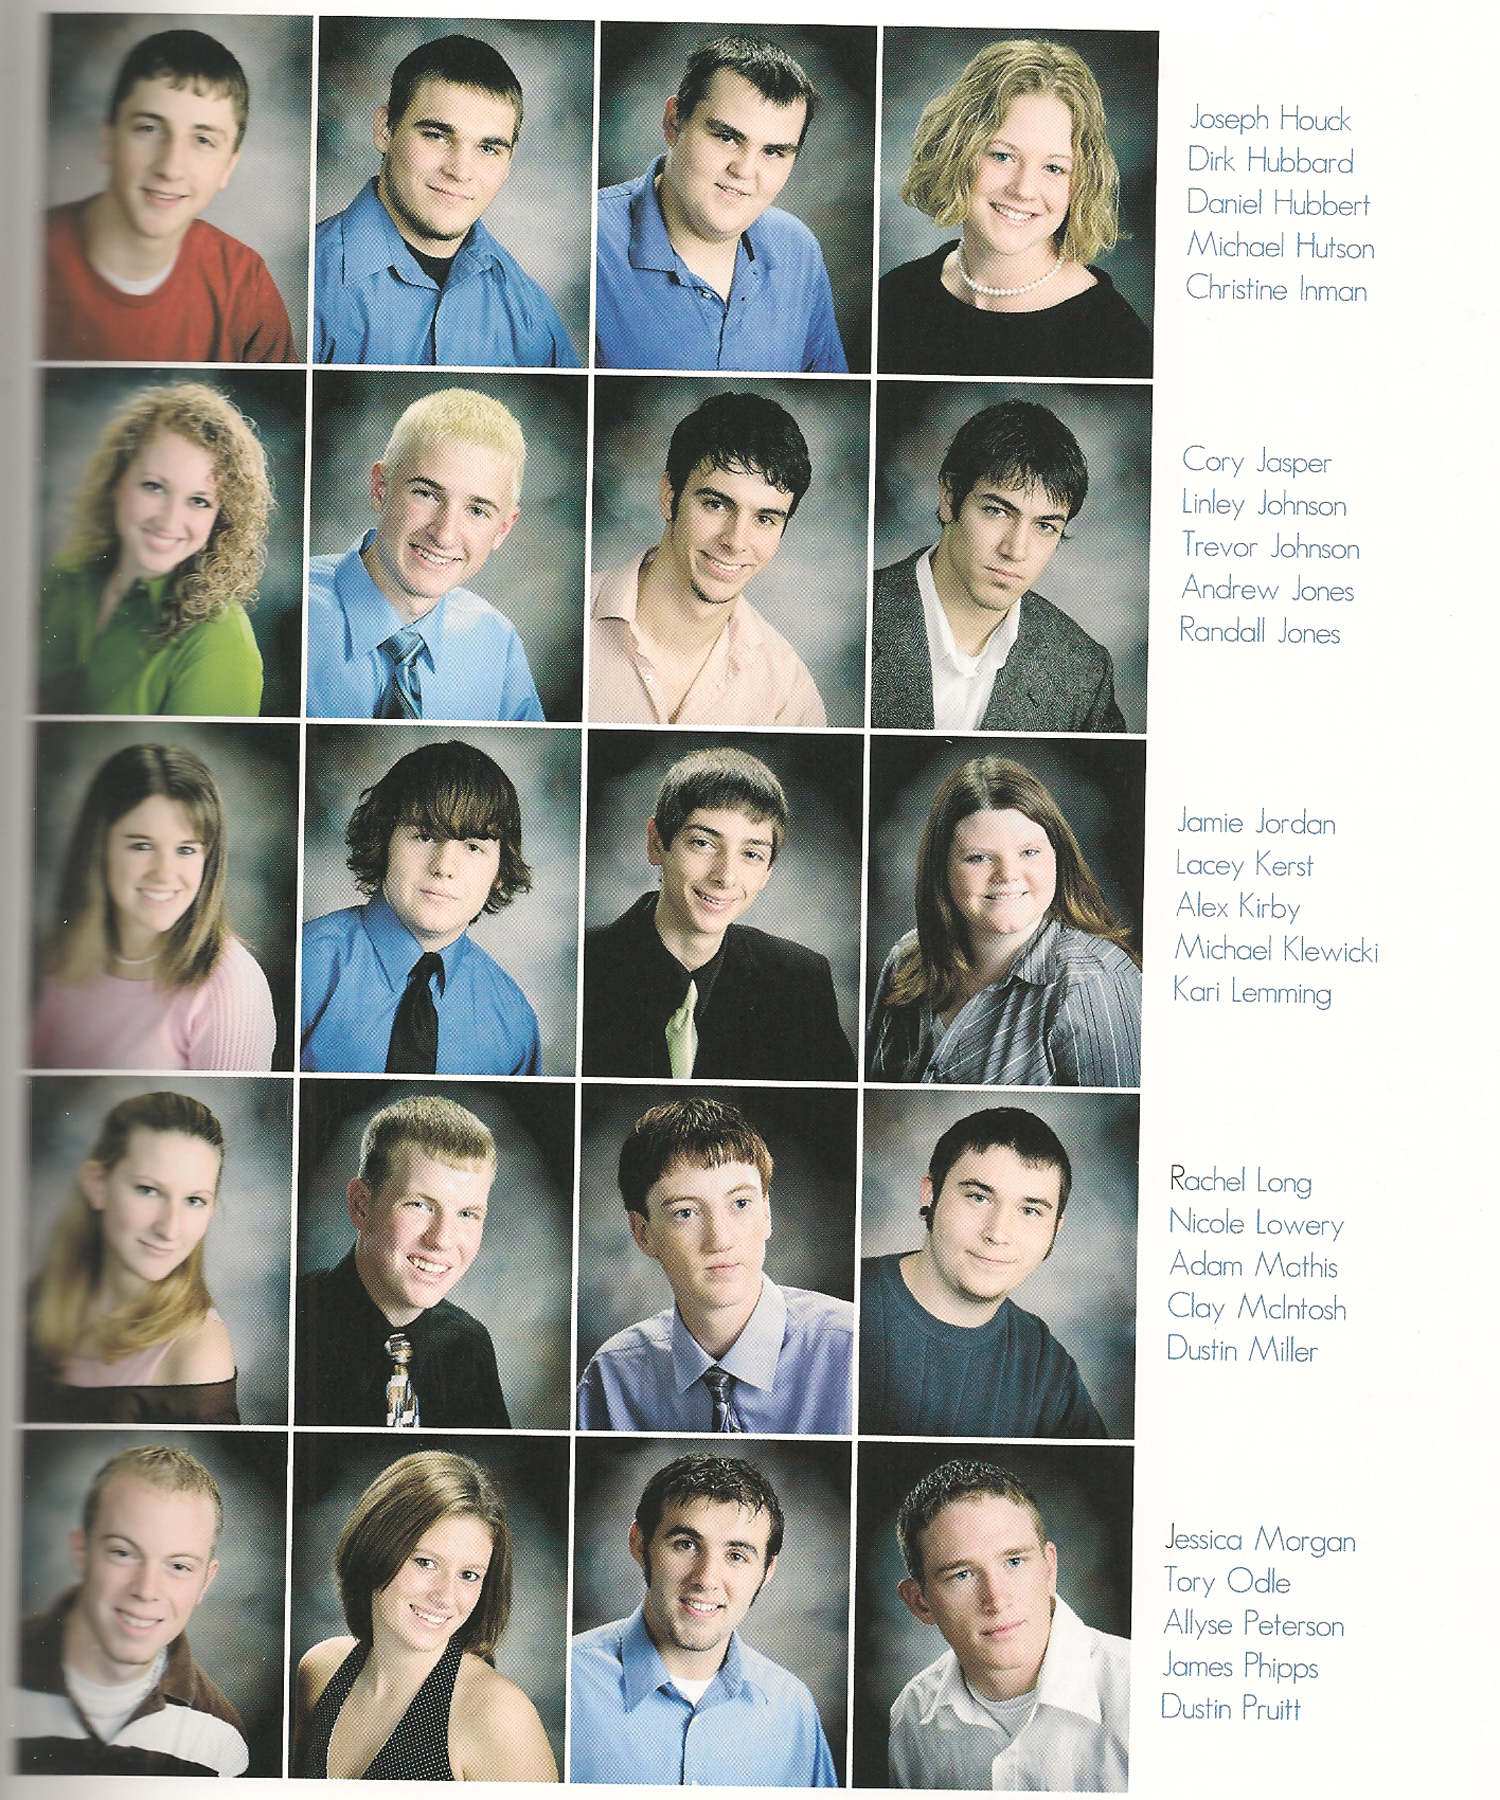 Joseph Houck
Dirk Hubbard
Daniel Hubbert
Michael Hutson
Christine Inman
Cory Jasper
Linley Johnson
Trevor Johnson
Andrew Jones
Randall Jones
Jamie Jordan
Lacey Kerst
Alex Kirby
Michael Klewicki
Kari Lemming
Rachel Long
Nicole Lowery
Adam Mathis
Clay McIntosh
Dustin Miller
Jessica Morgan
Tory Odle
Allyse Peterson
James Phipps
Dustin Pruitt